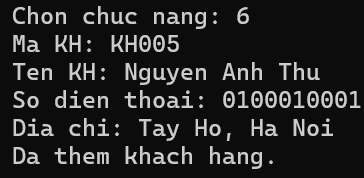 Chon chuc nang: 6
Ma KH: KH005
Ten KH: Nguyen Anh Thu
So dien thoai: 0100010001
Dia chi: Tay Ho, Ha Noi
Da them khach hang.